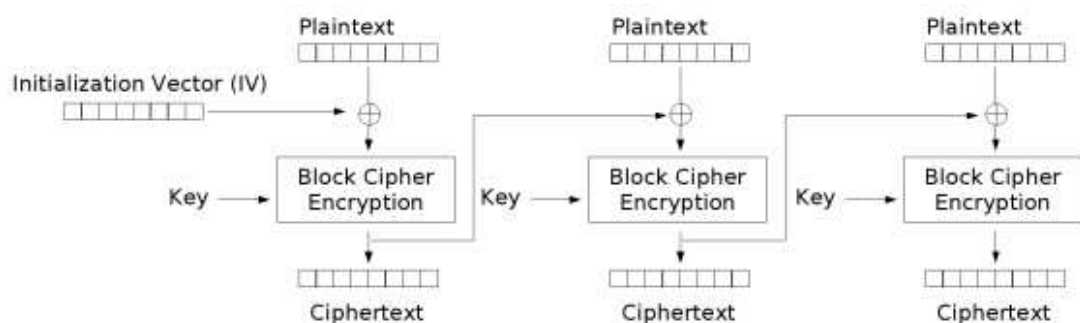 Plaintext
Plaintext
Plaintext
Initialization Vector (IV)
Key
Block Cipher
Encryption
Key
Block Cipher
Encryption
Key
Block Cipher
Encryption
Ciphertext
Ciphertext
Ciphertext